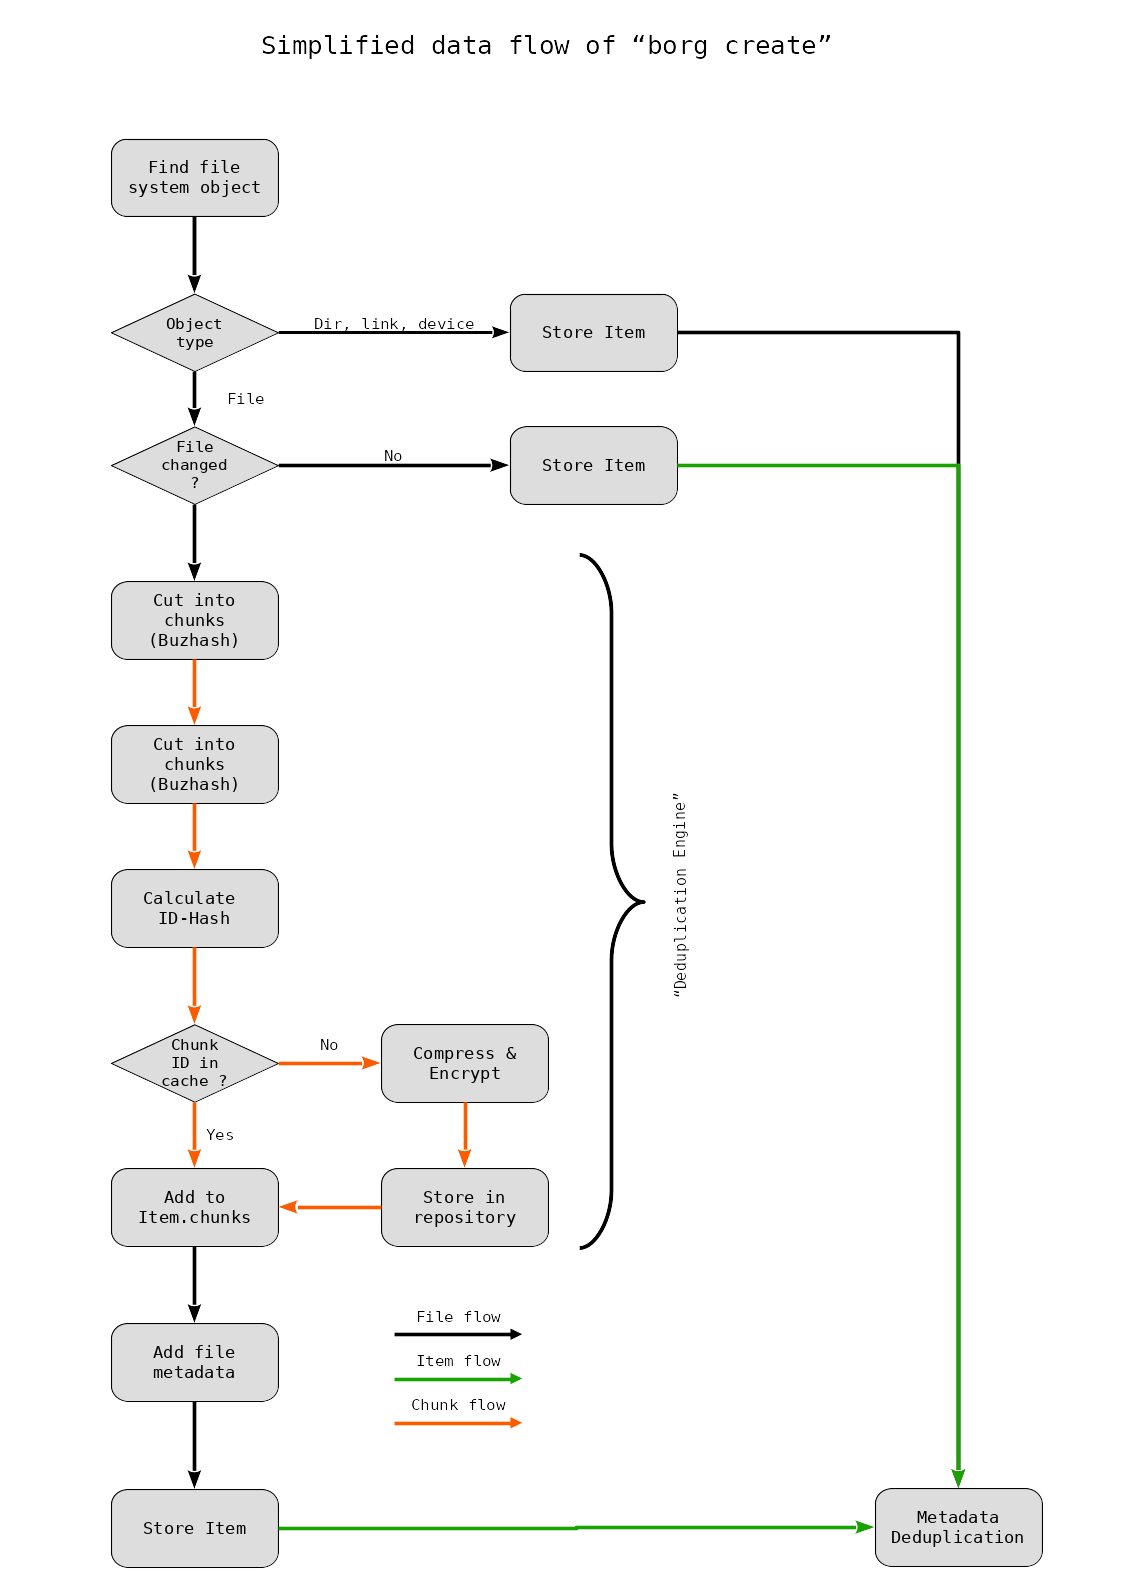 Simplified data flow of “borg create”
Find file
system object
Object
type
Dir, link, device
Store Item
File
File
changed
?
No
Store Item
Cut into
chunks
(Buzhash)
Cut into
chunks
(Buzhash)
“Deduplication Engine”
Calculate
ID-Hash
Chunk
ID in
cache ?
No
Compress &
Encrypt
Yes
Add to
Item.chunks
Store in
repository
File flow
Item flow
Chunk flow
Add file
metadata
Store Item
Metadata
Deduplication